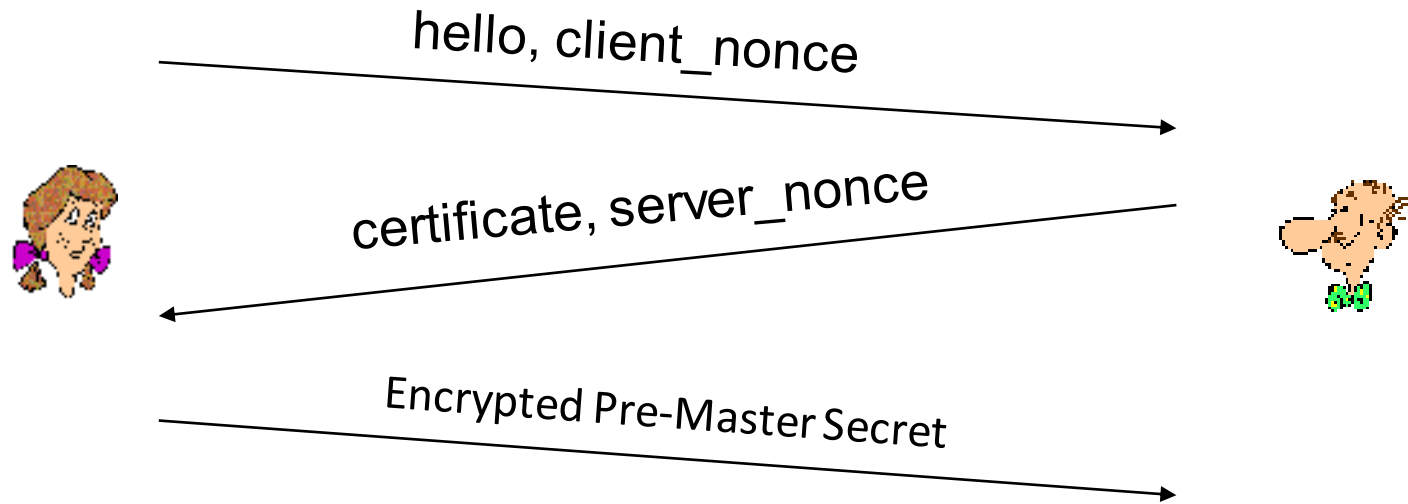 hello, client_nonce
certificate, server_nonce
Encrypted Pre-Master Secret